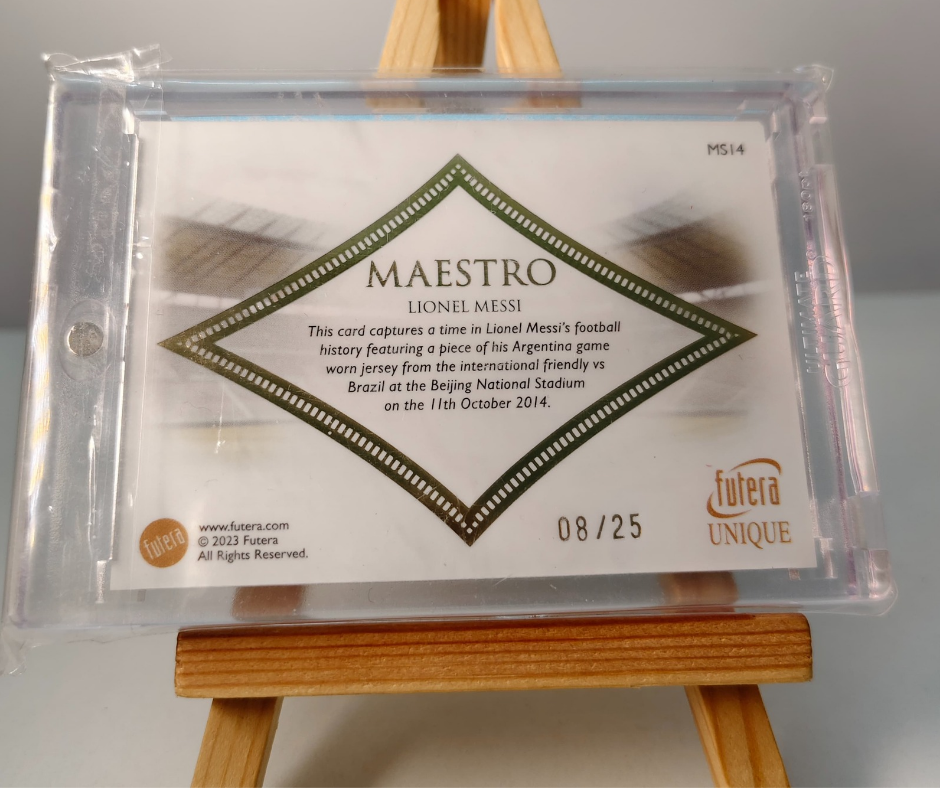 MS14
MAESTRO
LIONEL MESSI
This card captures a time in Lionel Messi's football
history featuring a piece of his Argentina game
worn jersey from the international friendly vs
Brazil at the Beijing National Stadium
on the 11th October 2014.
08/25
futera
UNIQUE
futera
www.futera.com
© 2023 Futera
All Rights Reserved.